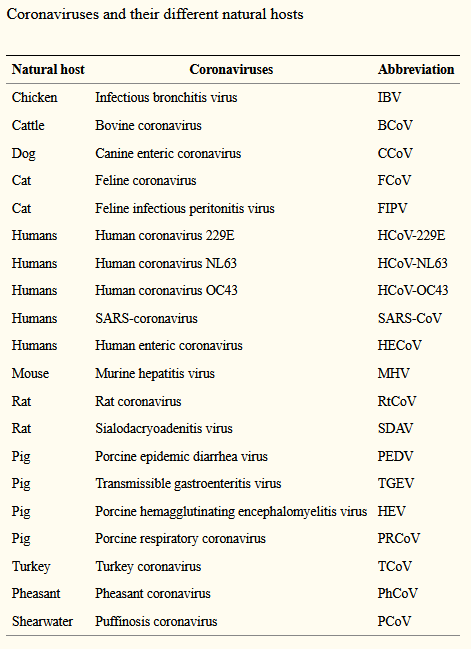 Coronaviruses and their different natural hosts
Natural host Coronaviruses Abbreviation
Chicken Infectious bronchitis virus IBV
Cattle Bovine coronavirus BCoV
Dog Canine enteric coronavirus CCoV
Cat Feline coronavirus FCoV
Cat Feline infectious peritonitis virus FIPV
Humans Human coronavirus 229E HCoV-229E
Humans Human coronavirus NL63 HCoV-NL63
Humans Human coronavirus OC43 HCoV-OC43
Humans SARS-coronavirus SARS-CoV
Humans Human enteric coronavirus HECoV
Mouse Murine hepatitis virus MHV
Rat Rat coronavirus RtCoV
Rat Sialodacryoadenitis virus SDAV
Pig Porcine epidemic diarrhea virus PEDV
Pig Transmissible gastroenteritis virus TGEV
Pig Porcine hemagglutinating encephalomyelitis virus HEV
Pig Porcine respiratory coronavirus PRCoV
Turkey Turkey coronavirus TCoV
Pheasant Pheasant coronavirus PhCoV
Shearwater Puffinosis coronavirus PCoV